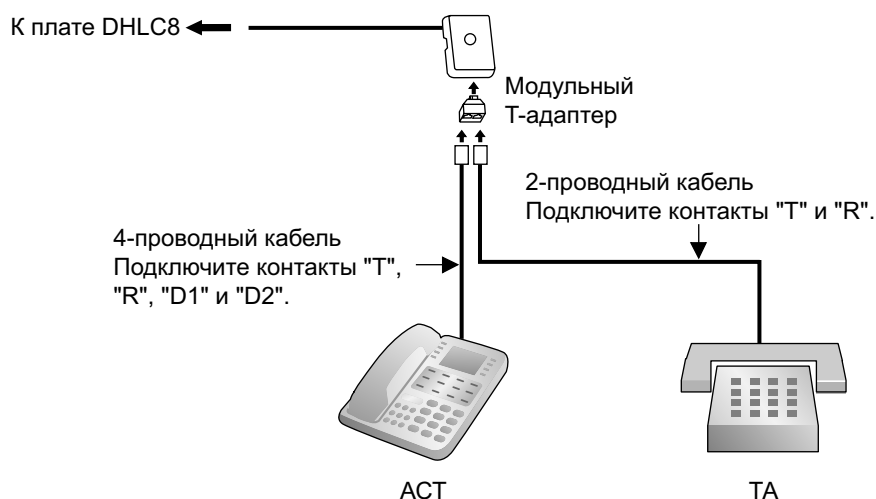 К плате DHLC8
Модульный
Т-адаптер
2-проводный кабель
Подключите контакты "T" и "R".
4-проводный кабель
Подключите контакты "T",
"R", "D1" и "D2".
АСТ
ТА